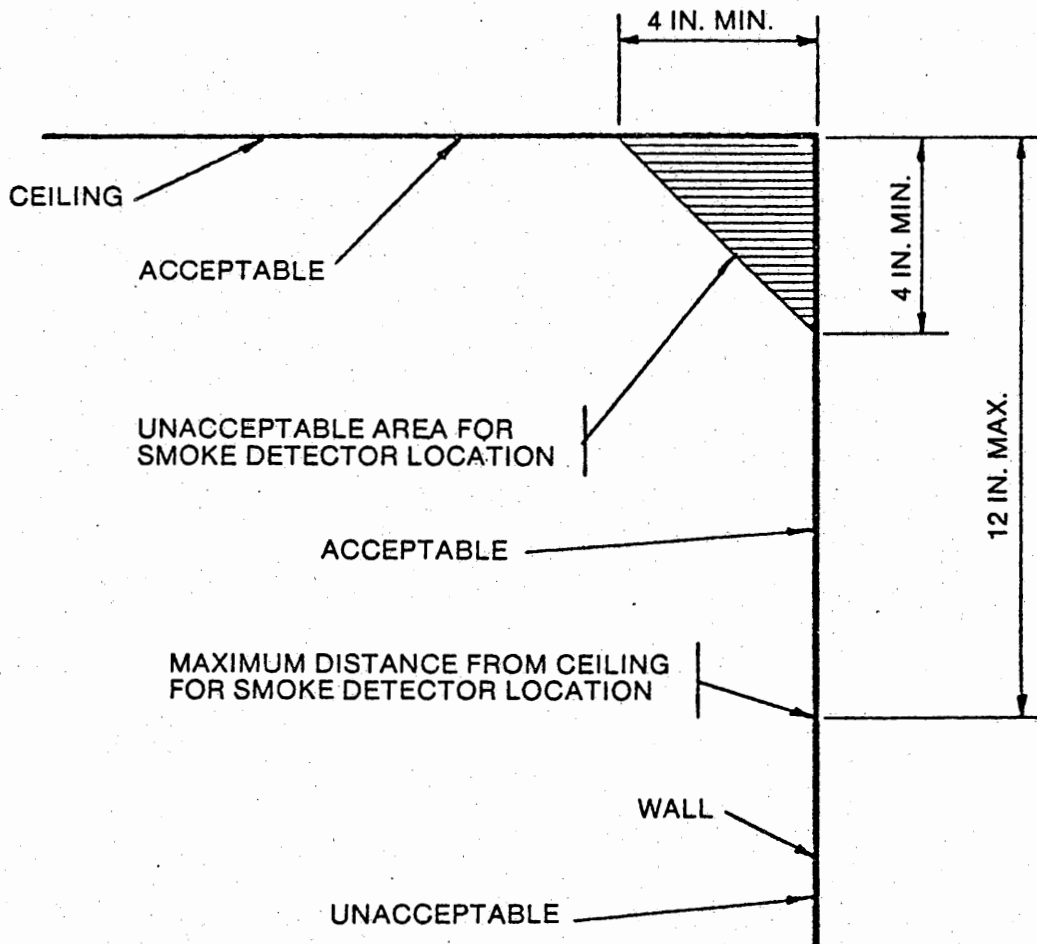 4 IN. MIN.
CEILING
ACCEPTABLE
4 IN. MIN.
UNACCEPTABLE AREA FOR
SMOKE DETECTOR LOCATION
12 IN. MAX.
ACCEPTABLE
MAXIMUM DISTANCE FROM CEILING
FOR SMOKE DETECTOR LOCATION
WALL
UNACCEPTABLE